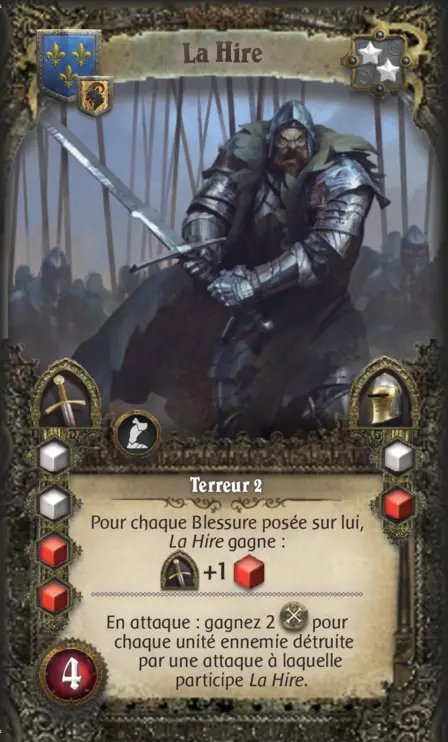 La Hire
Terreur 2
Pour chaque Blessure posée sur lui,
La Hire gagne :
+1
En attaque : gagnez 2 pour
chaque unité ennemie détruite
par une attaque à laquelle
participe La Hire.
4